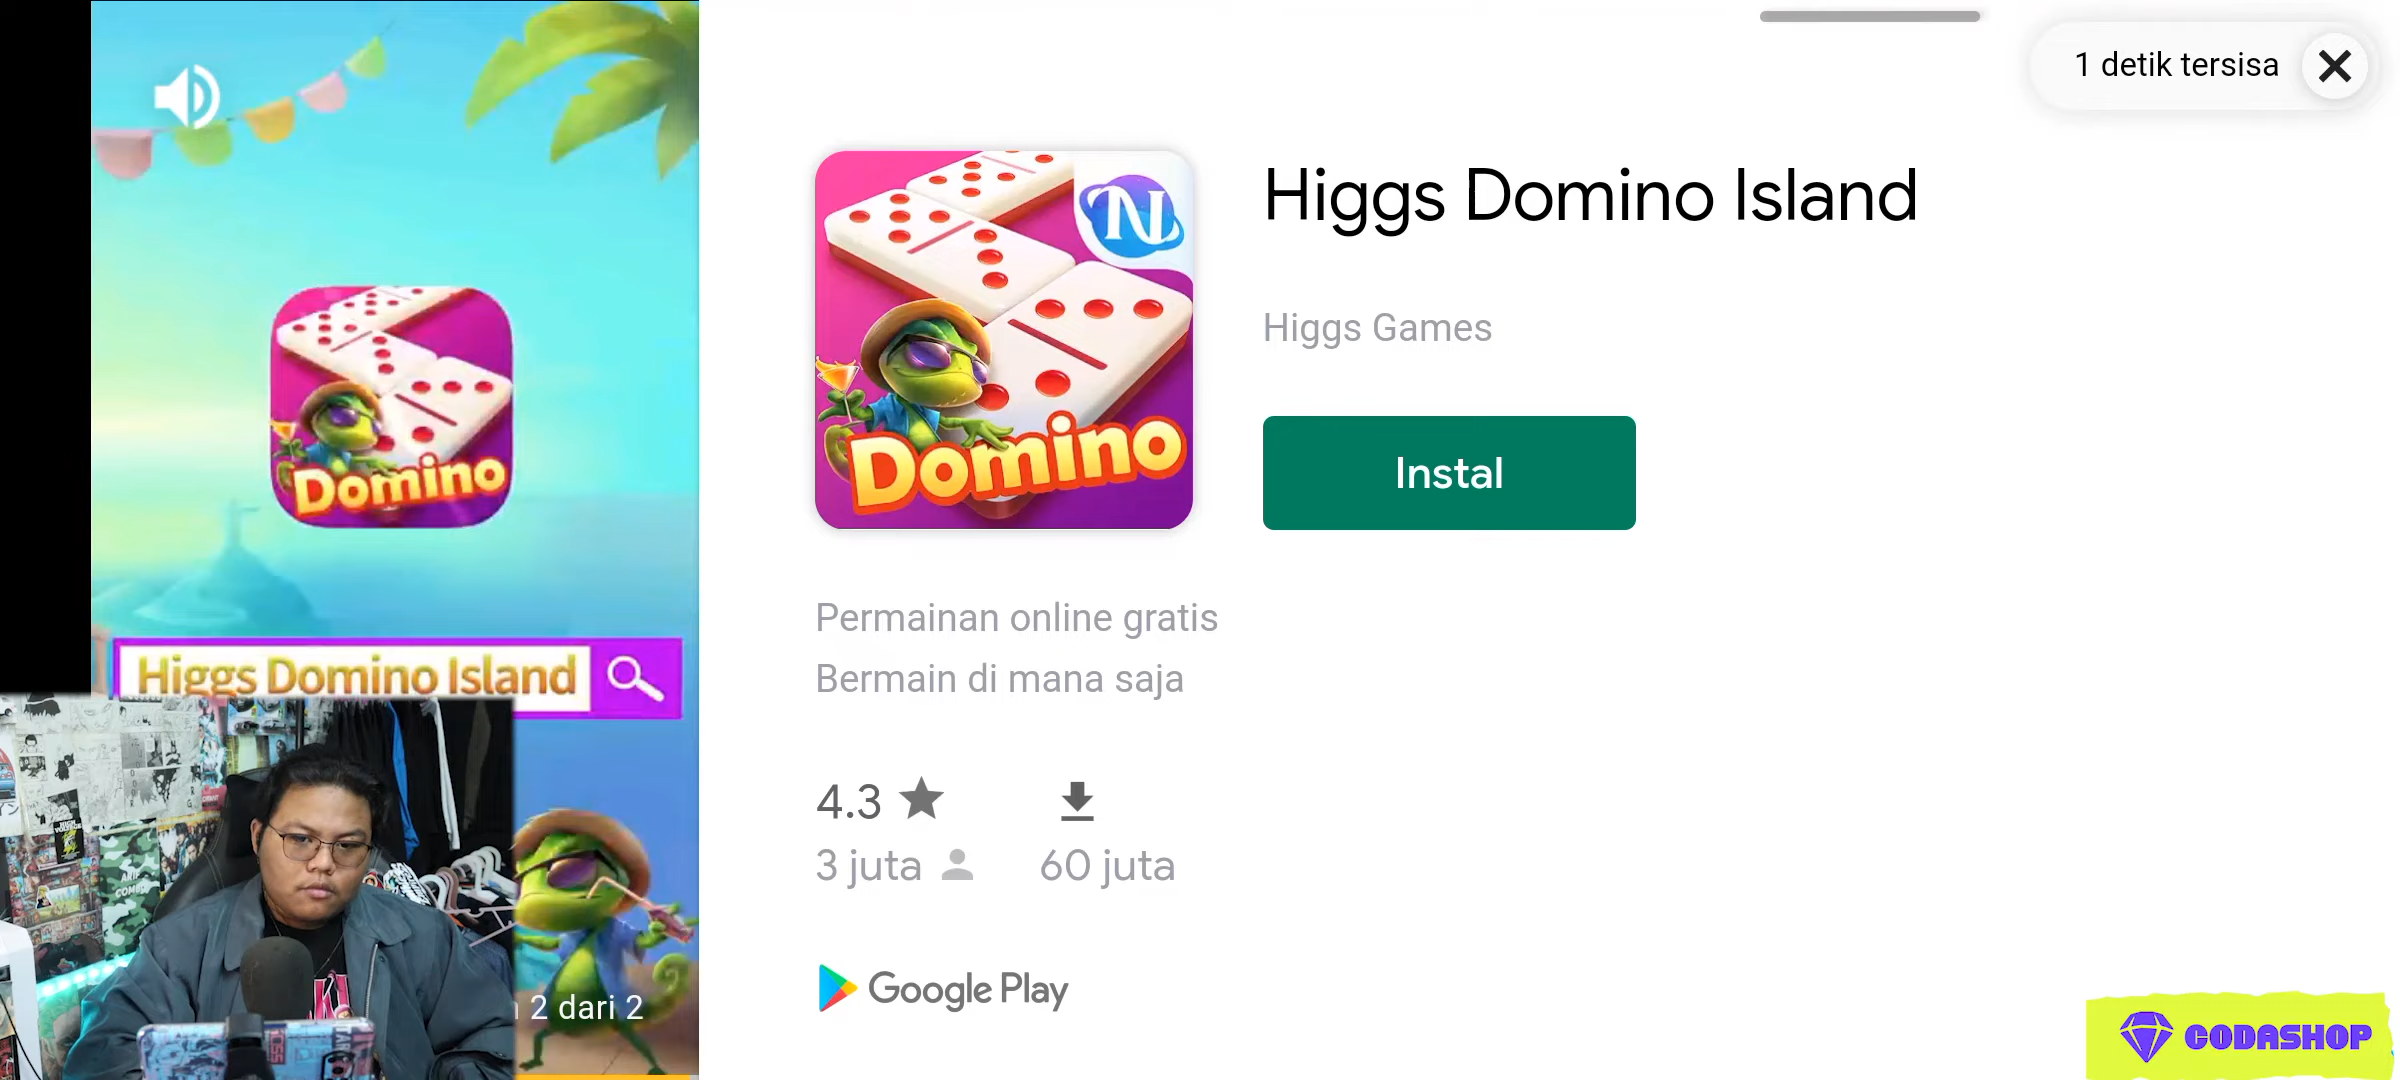 1 detik tersisa
Higgs Domino Island
Higgs Games
Instal
N
Domino
Domino
Permainan online gratis
Bermain di mana saja
Higgs Domino Island
4.3
3 juta
60 juta
Google Play
2 dari 2
CODASHOP